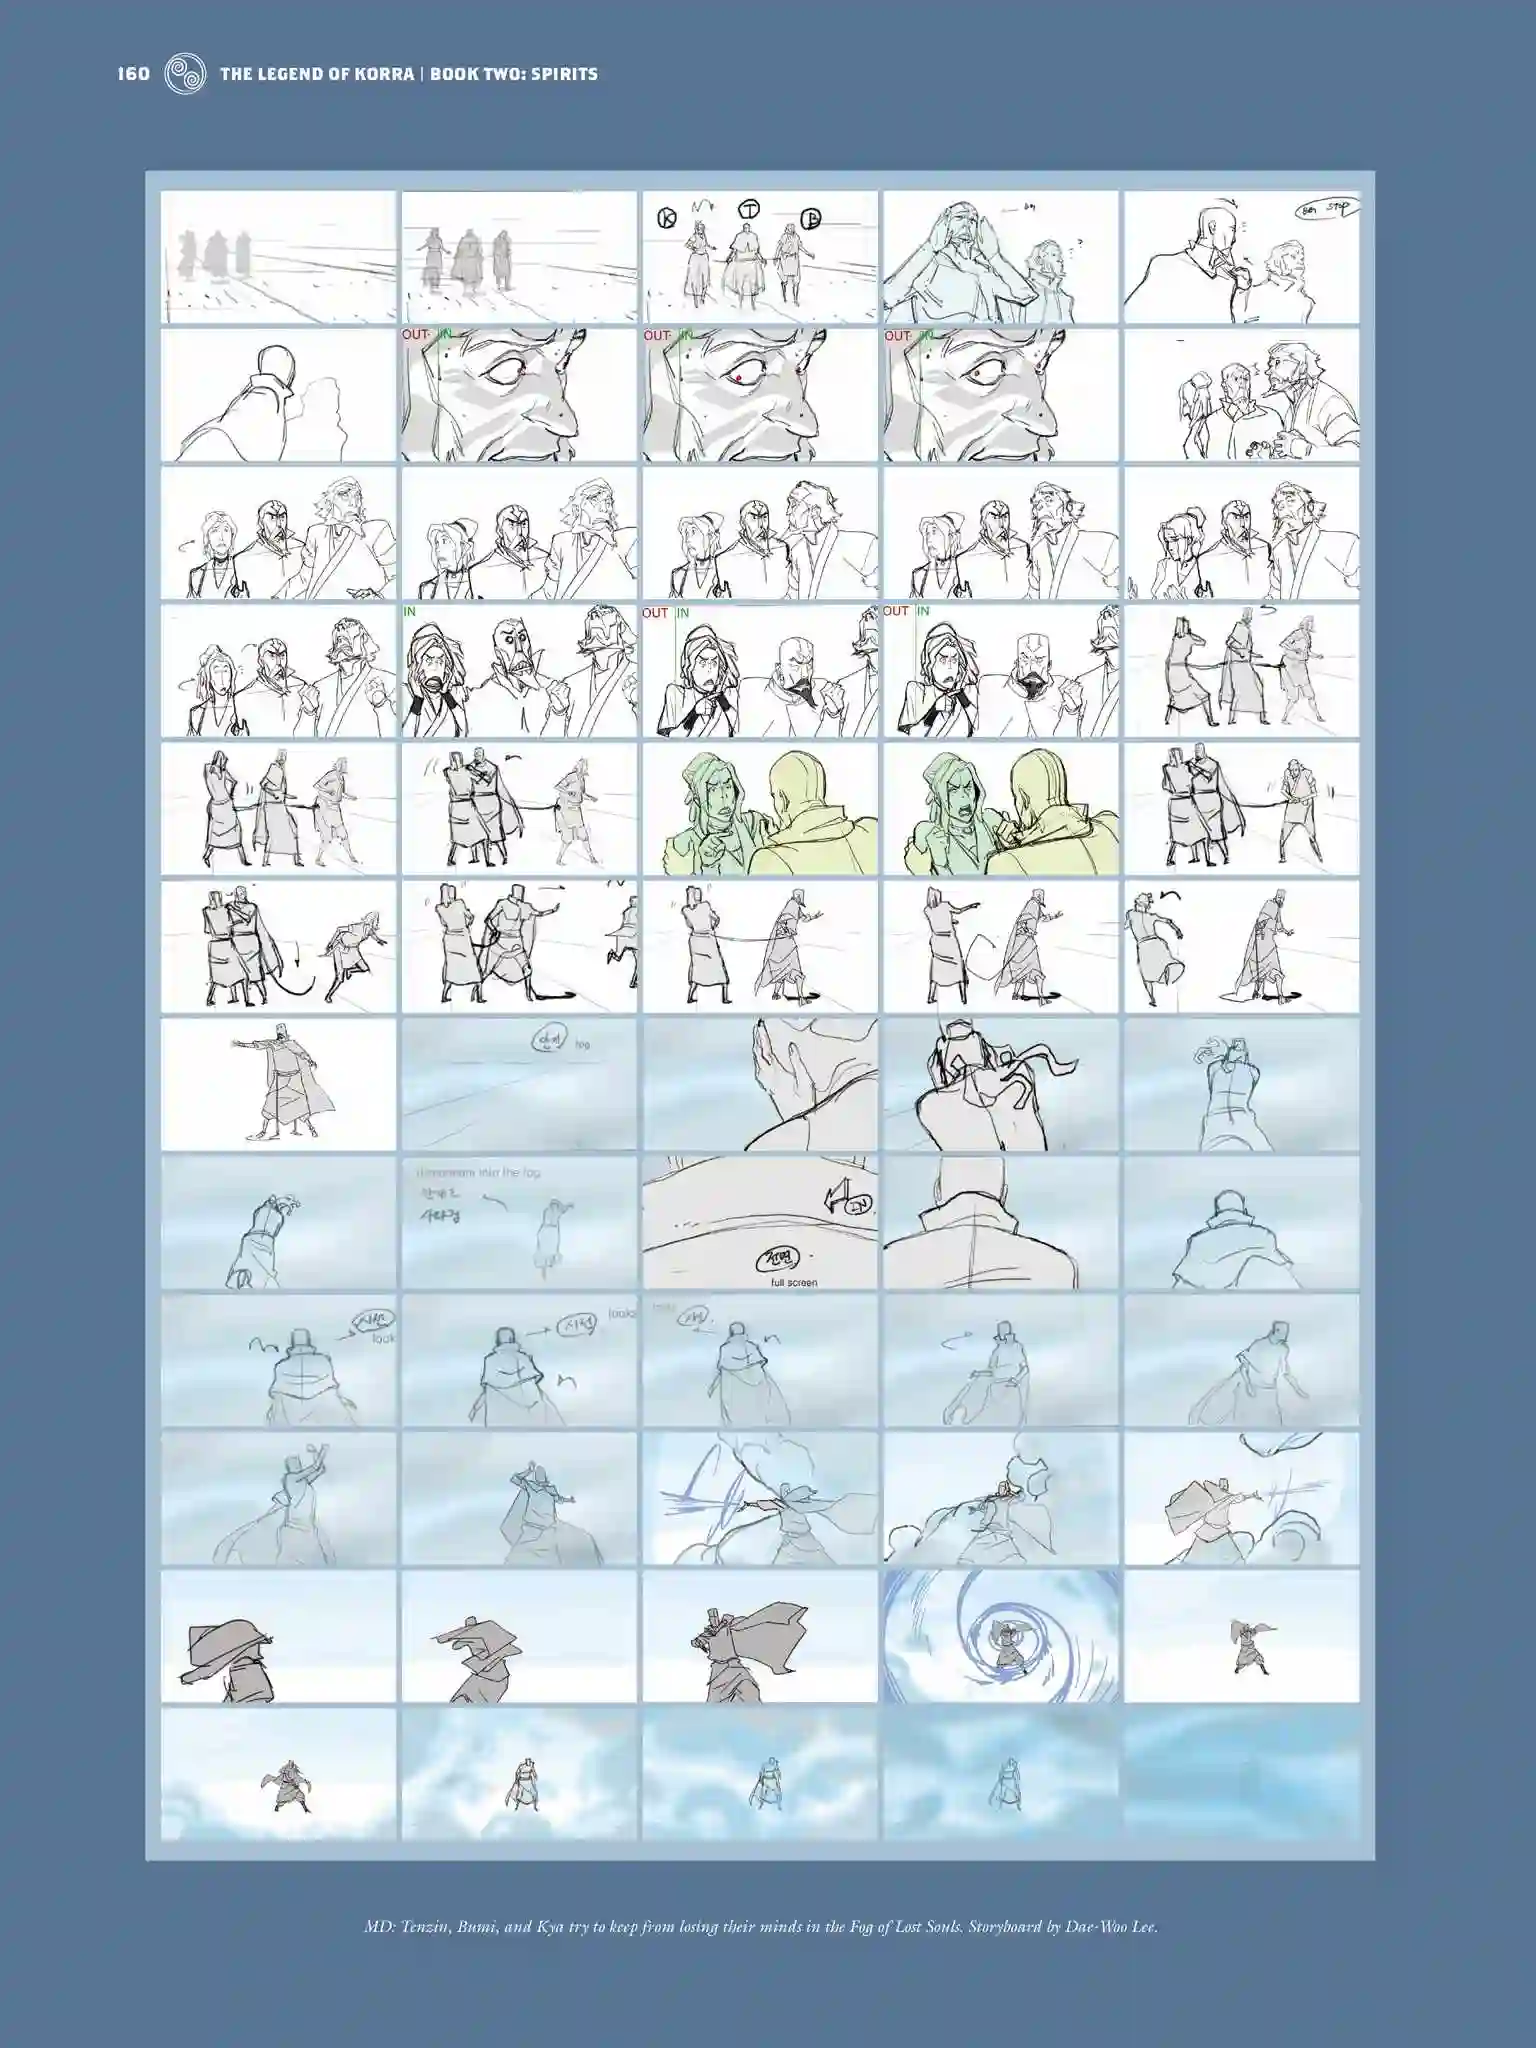 160 THE LEGEND OF KORRA | BOOK TWO: SPIRITS
K T B
STOP
OUT IN
OUT IN
OUT IN
IN
OUT IN
OUT IN
fog
into the fog
full screen
look
looks
MD: Tenzin, Bumi, and Kya try to keep from losing their minds in the Fog of Lost Souls. Storyboard by Dae-Woo Lee.